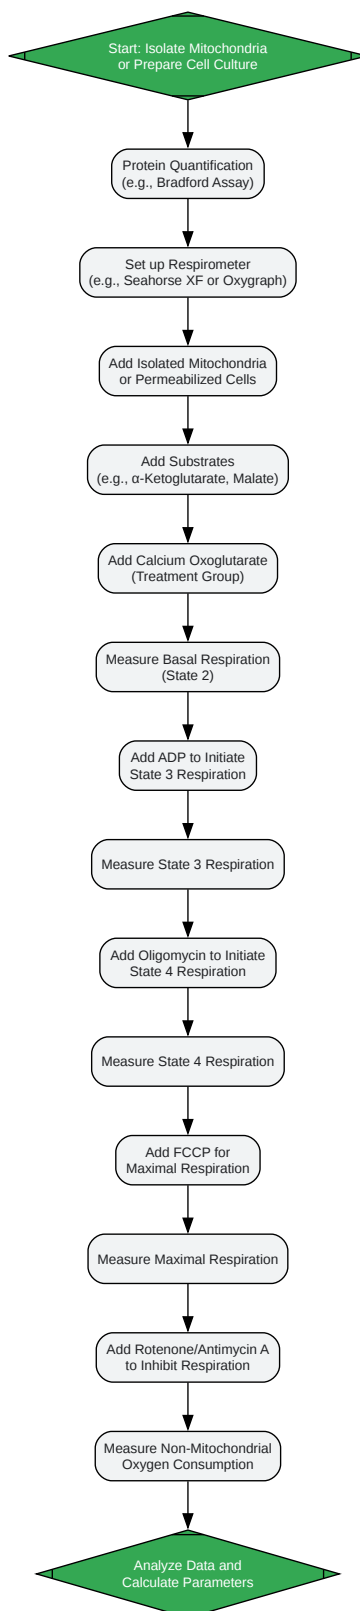 Start: Isolate Mitochondria
or Prepare Cell Culture
Protein Quantification
(e.g., Bradford Assay)
Set up Respirometer
(e.g., Seahorse XF or Oxygraph)
Add Isolated Mitochondria
or Permeabilized Cells
Add Substrates
(e.g., α-Ketoglutarate, Malate)
Add Calcium Oxoglutarate
(Treatment Group)
Measure Basal Respiration
(State 2)
Add ADP to Initiate
State 3 Respiration
Measure State 3 Respiration
Add Oligomycin to Initiate
State 4 Respiration
Measure State 4 Respiration
Add FCCP for
Maximal Respiration
Measure Maximal Respiration
Add Rotenone/Antimycin A
to Inhibit Respiration
Measure Non-Mitochondrial
Oxygen Consumption
Analyze Data and
Calculate Parameters